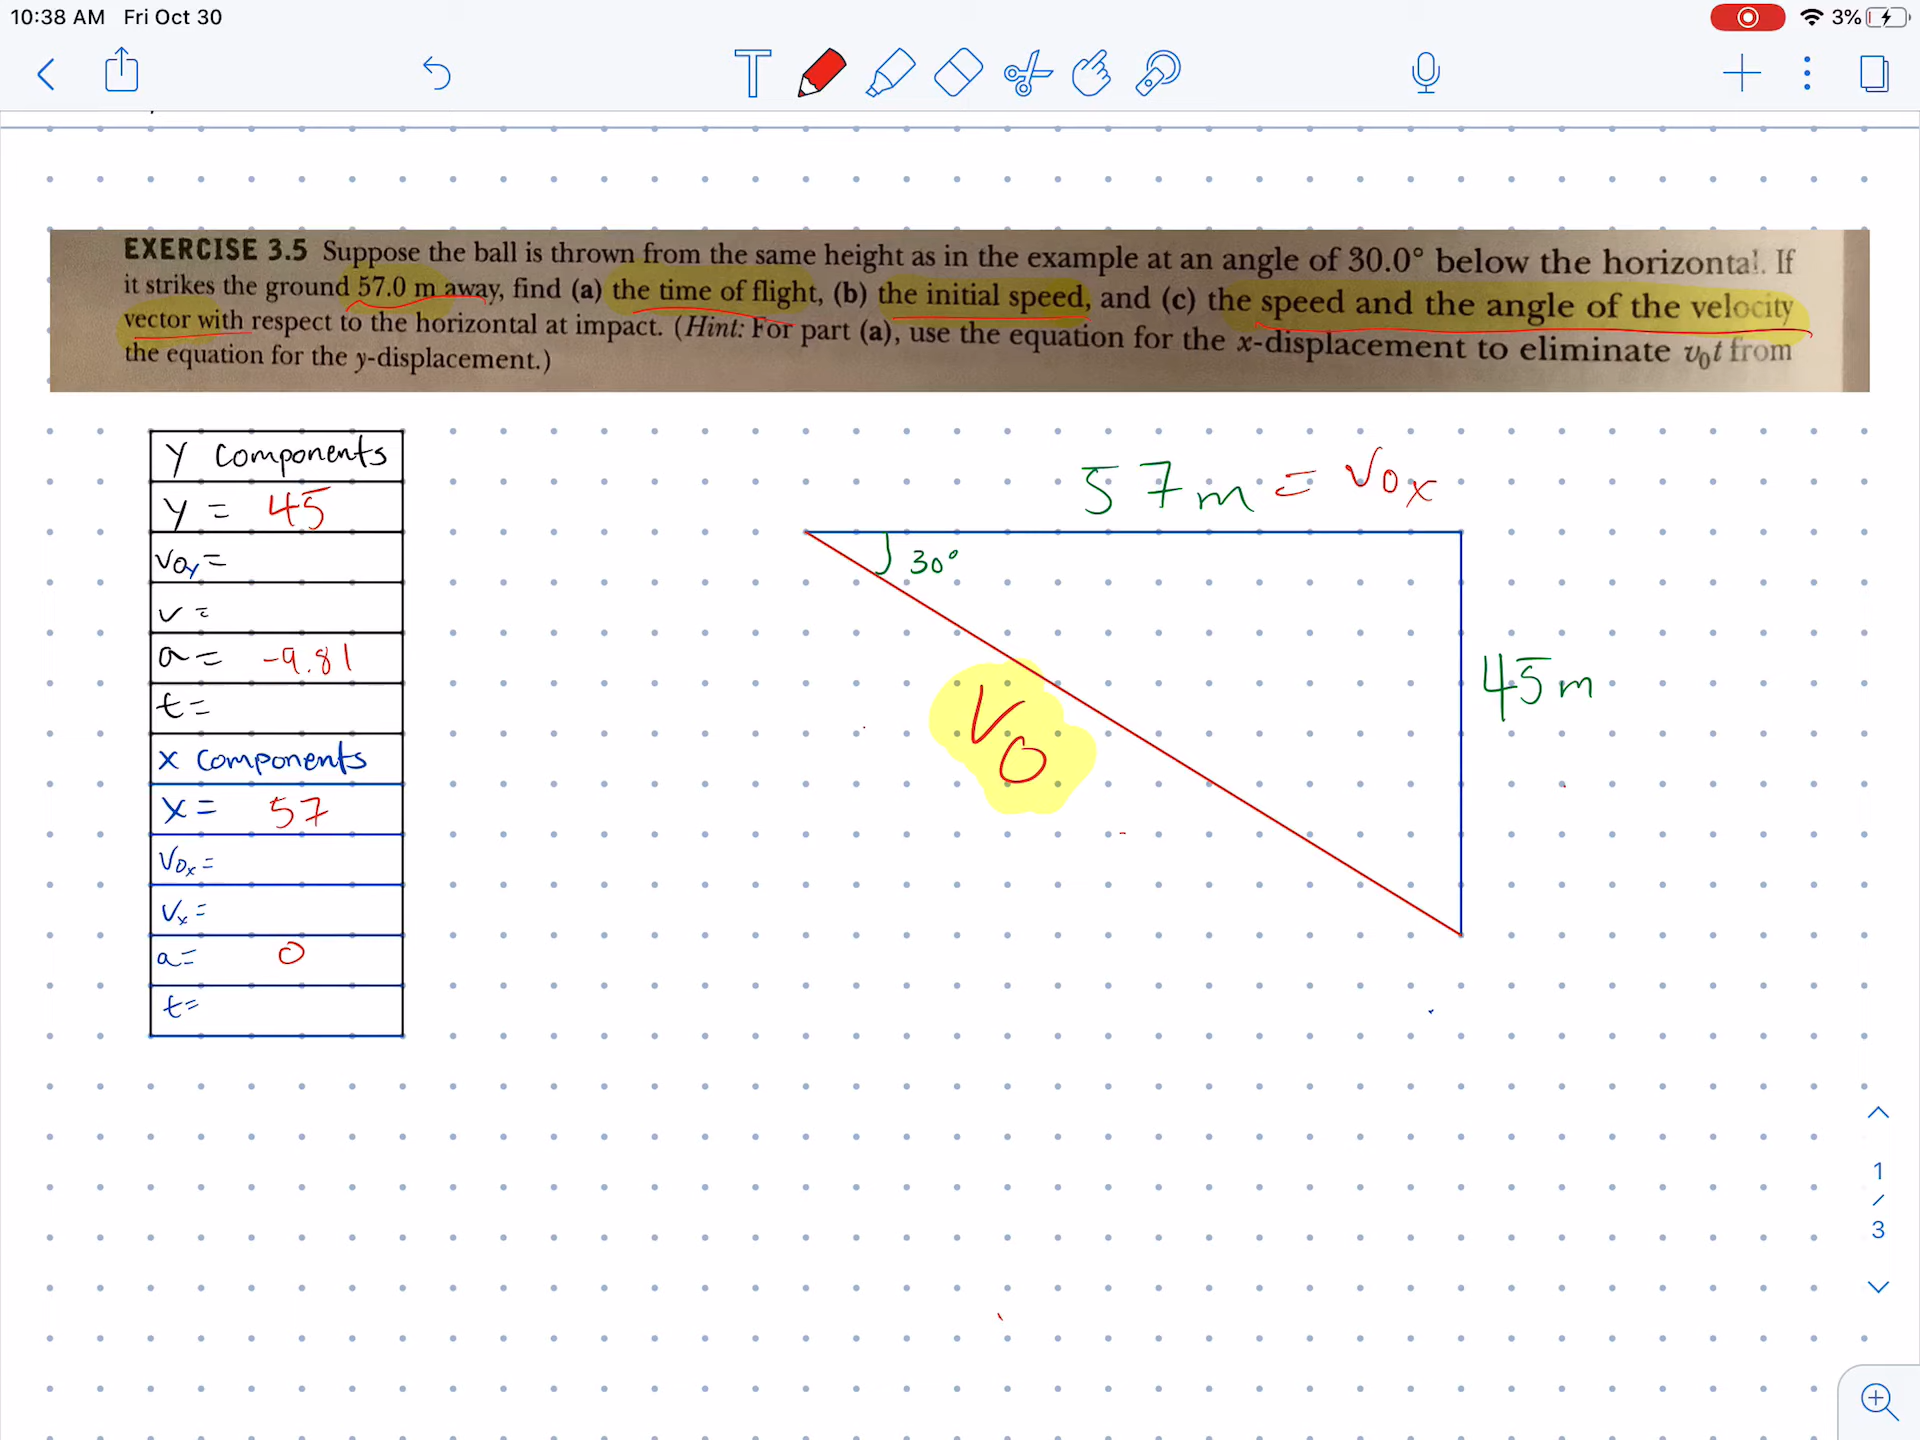 10:38 AM Fri Oct 30
3%
EXERCISE 3.5 Suppose the ball is thrown from the same height as in the example at an angle of 30.0° below the horizontal. If
it strikes the ground 57.0 m away, find (a) the time of flight, (b) the initial speed, and (c) the speed and the angle of the velocity
vector with respect to the horizontal at impact. (Hint: For part (a), use the equation for the x-displacement to eliminate v₀t from
the equation for the y-displacement.)
Y Components
Y = 45
V₀ᵧ =
v =
a = -9.81
t =
X Components
X = 57
V₀ₓ =
Vₓ =
a = 0
t =
57m = V₀ₓ
30°
V₀
45m
1
/
3